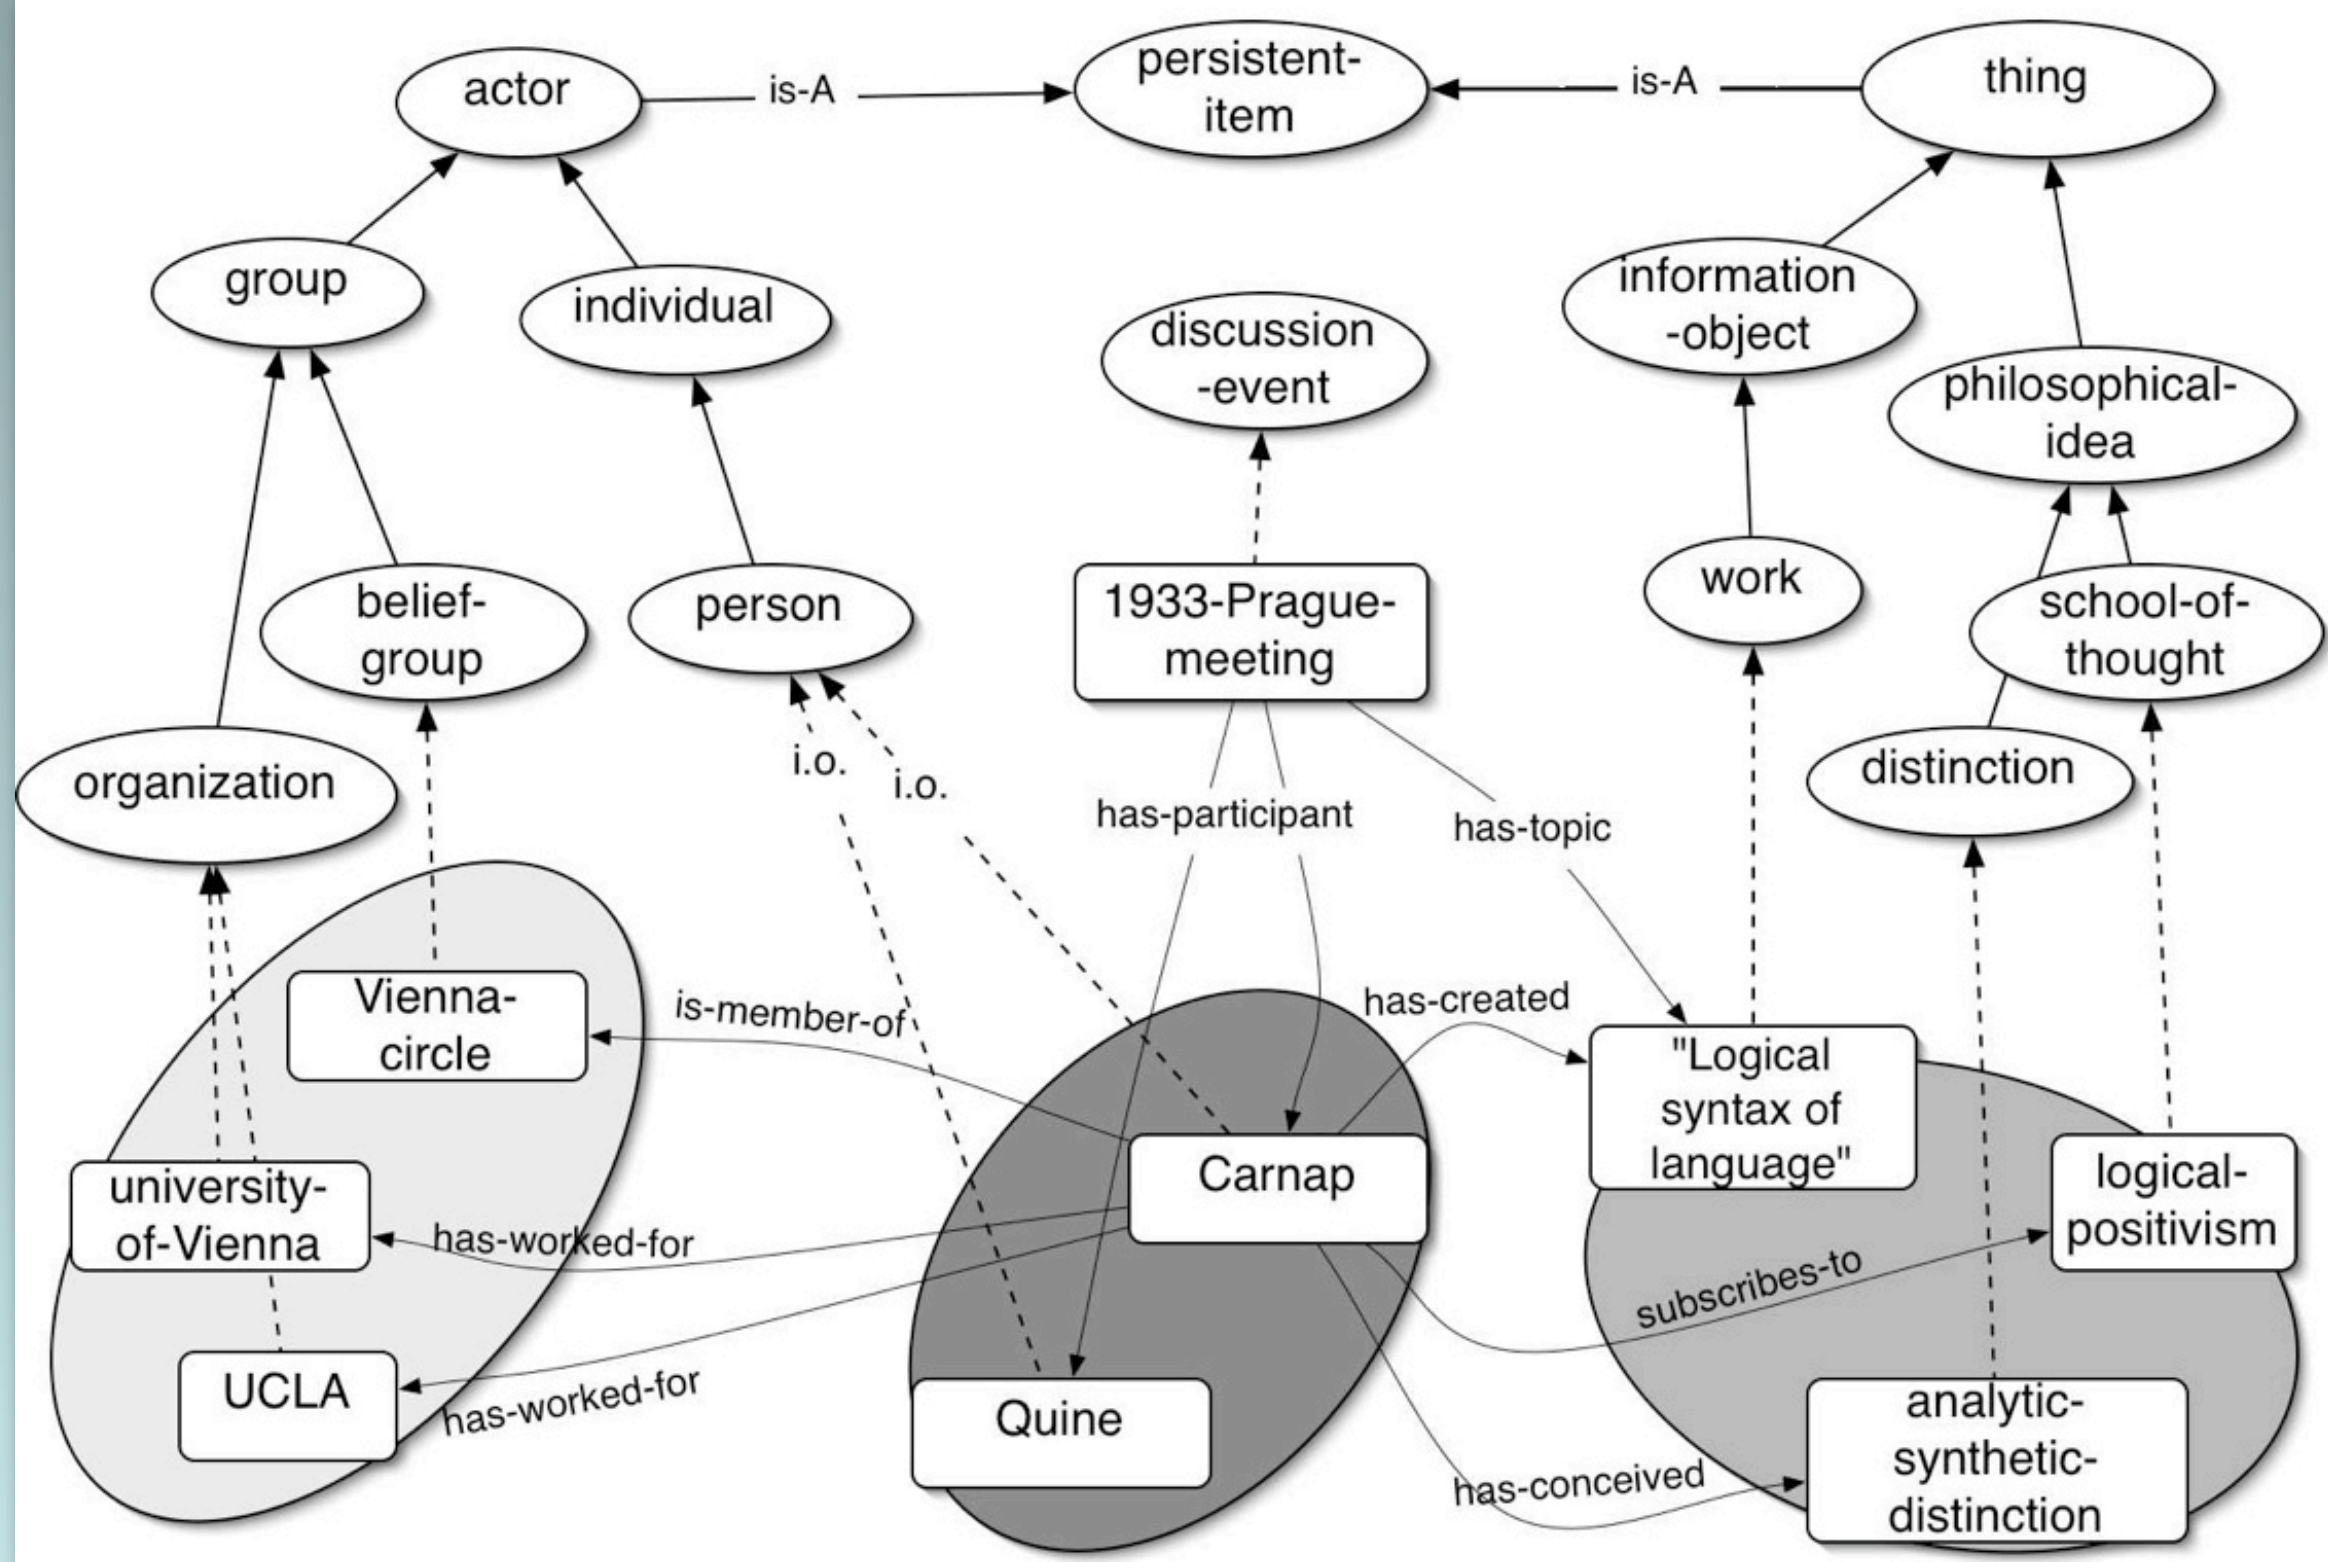 actor
is-A
persistent-
item
is-A
thing
group
individual
discussion
-event
information
-object
philosophical-
idea
belief-
group
person
1933-Prague-
meeting
work
school-of-
thought
organization
i.o.
i.o.
has-participant
has-topic
distinction
Vienna-
circle
is-member-of
has-created
"Logical
syntax of
language"
university-
of-Vienna
has-worked-for
Carnap
logical-
positivism
subscribes-to
UCLA
has-worked-for
Quine
has-conceived
analytic-
synthetic-
distinction